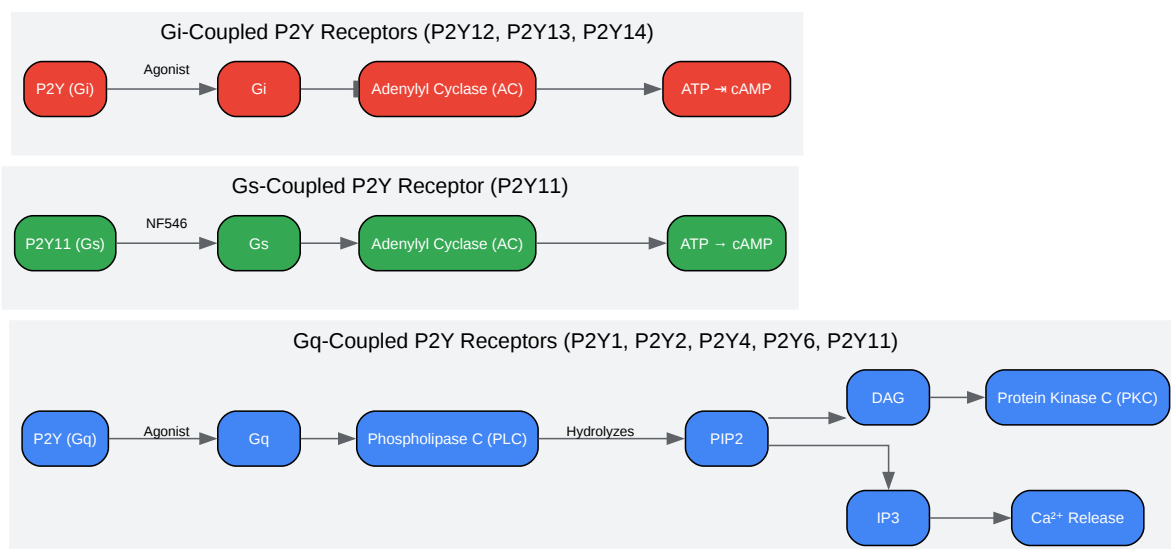 Gi-Coupled P2Y Receptors (P2Y12, P2Y13, P2Y14)
P2Y (Gi)
Agonist
Gi
Adenylyl Cyclase (AC)
ATP ⇥ cAMP
Gs-Coupled P2Y Receptor (P2Y11)
P2Y11 (Gs)
NF546
Gs
Adenylyl Cyclase (AC)
ATP → cAMP
Gq-Coupled P2Y Receptors (P2Y1, P2Y2, P2Y4, P2Y6, P2Y11)
P2Y (Gq)
Agonist
Gq
Phospholipase C (PLC)
Hydrolyzes
PIP2
DAG
Protein Kinase C (PKC)
IP3
Ca²⁺ Release